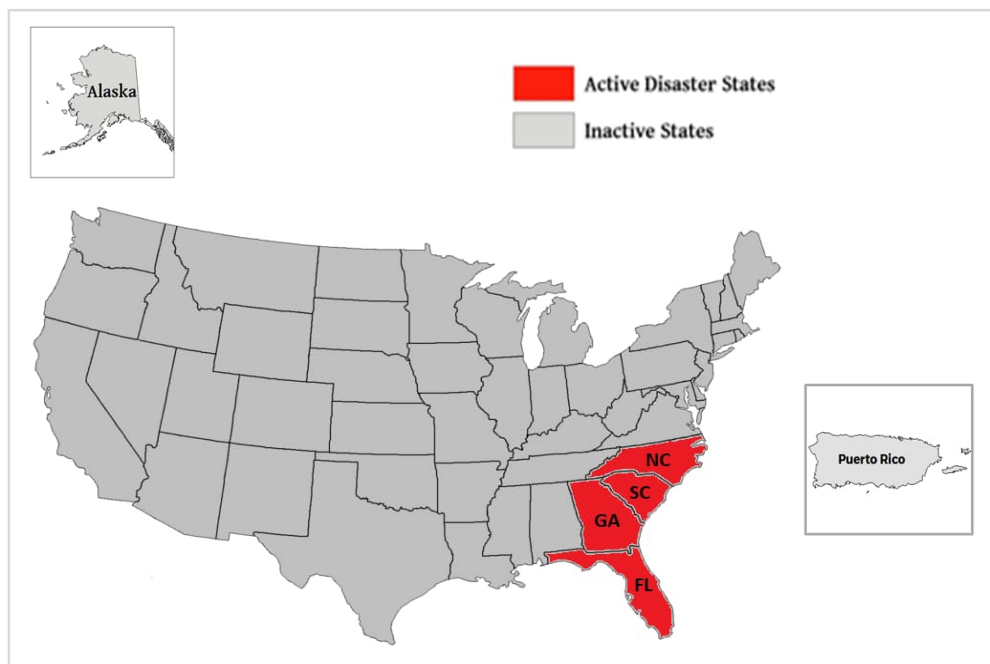 Alaska
Active Disaster States
Inactive States
NC
SC
GA
FL
Puerto Rico